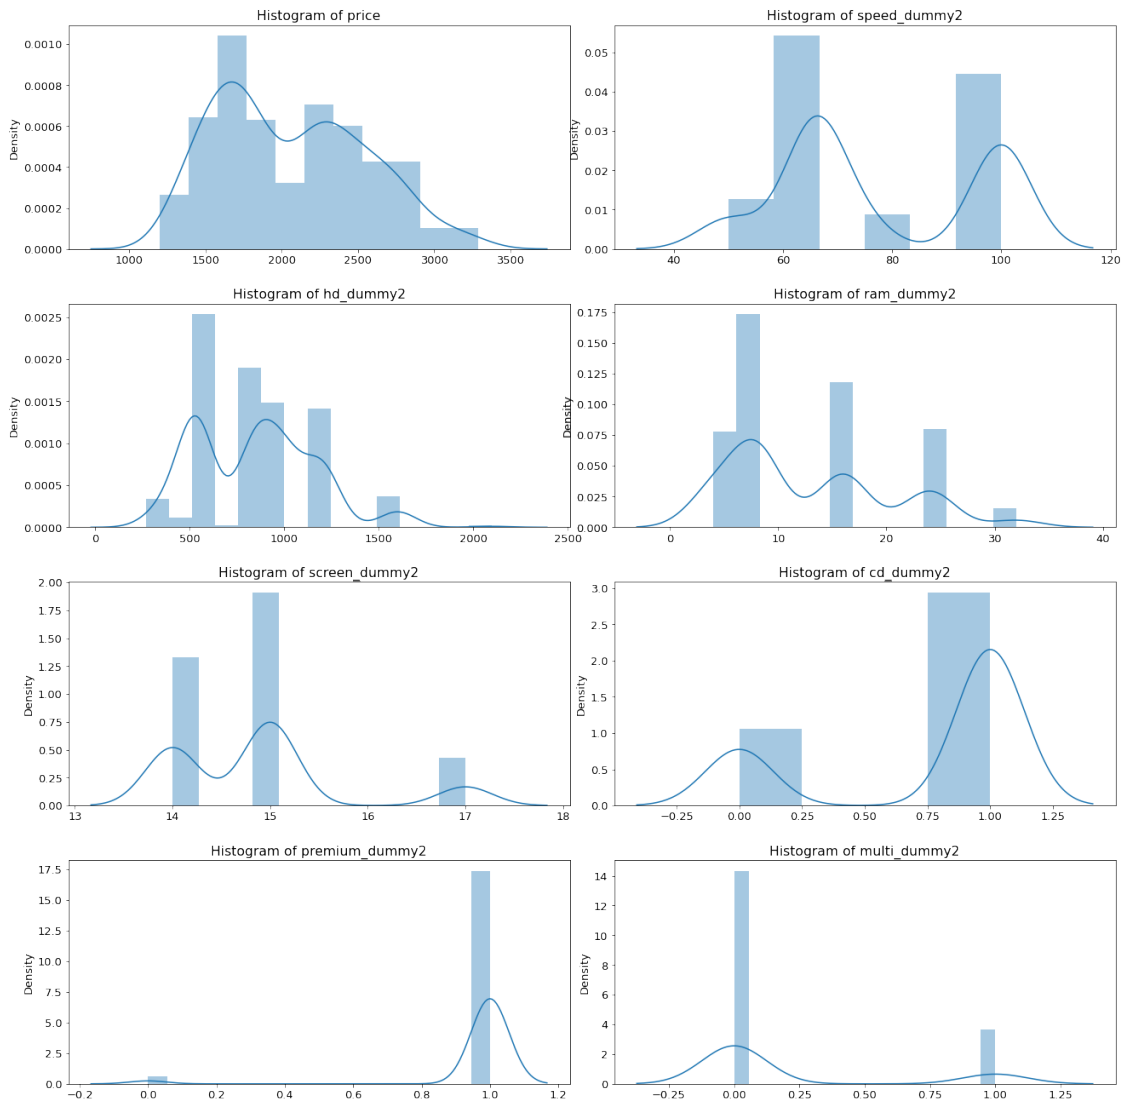 Histogram of price
Density
0.0010
0.0008
0.0006
0.0004
0.0002
0.0000
1000 1500 2000 2500 3000 3500
Histogram of speed_dummy2
Density
0.05
0.04
0.03
0.02
0.01
0.00
40 60 80 100 120
Histogram of hd_dummy2
Density
0.0025
0.0020
0.0015
0.0010
0.0005
0.0000
0 500 1000 1500 2000 2500
Histogram of ram_dummy2
Density
0.175
0.150
0.125
0.100
0.075
0.050
0.025
0.000
0 10 20 30 40
Histogram of screen_dummy2
Density
2.00
1.75
1.50
1.25
1.00
0.75
0.50
0.25
0.00
13 14 15 16 17 18
Histogram of cd_dummy2
Density
3.0
2.5
2.0
1.5
1.0
0.5
0.0
−0.25 0.00 0.25 0.50 0.75 1.00 1.25
Histogram of premium_dummy2
Density
17.5
15.0
12.5
10.0
7.5
5.0
2.5
0.0
−0.2 0.0 0.2 0.4 0.6 0.8 1.0 1.2
Histogram of multi_dummy2
Density
14
12
10
8
6
4
2
0
−0.25 0.00 0.25 0.50 0.75 1.00 1.25